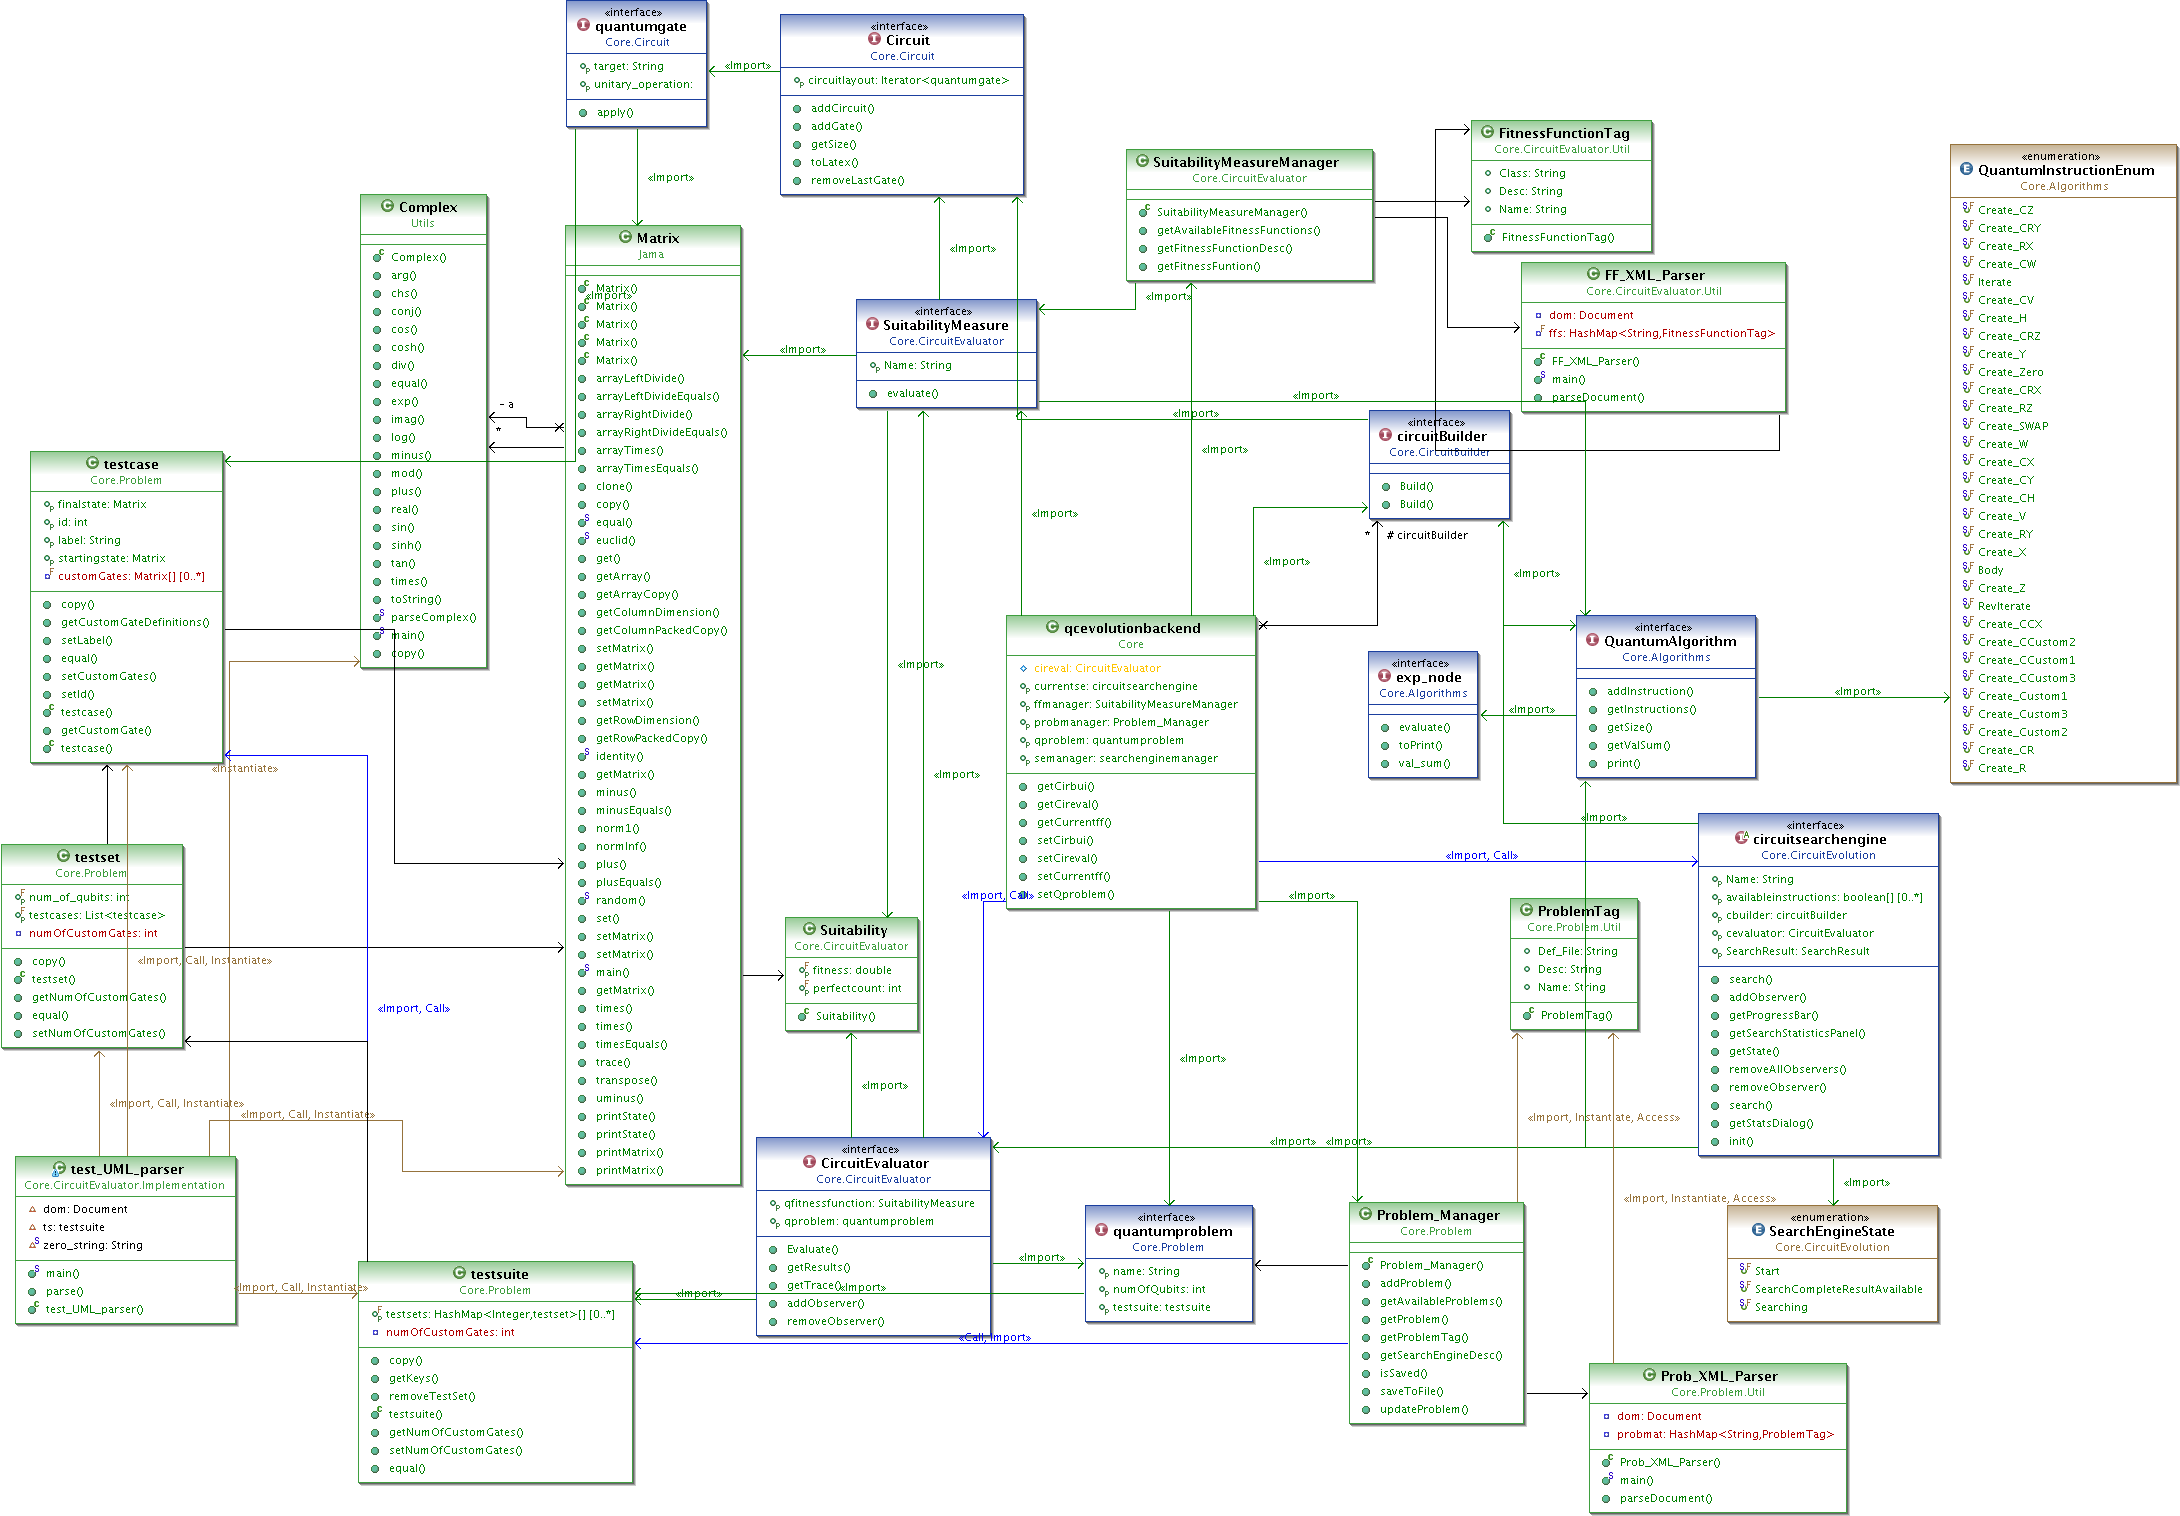 «interface»
quantumgate
Core.Circuit
target: String
unitary_operation:
apply()
«interface»
Circuit
Core.Circuit
circuitlayout: Iterator<quantumgate>
addCircuit()
addGate()
getSize()
toLatex()
removeLastGate()
«Import»
«Import»
«Import»
SuitabilityMeasureManager
Core.CircuitEvaluator
SuitabilityMeasureManager()
getAvailableFitnessFunctions()
getFitnessFunctionDesc()
getFitnessFuntion()
FitnessFunctionTag
Core.CircuitEvaluator.Util
Class: String
Desc: String
Name: String
FitnessFunctionTag()
FF_XML_Parser
Core.CircuitEvaluator.Util
dom: Document
ffs: HashMap<String,FitnessFunctionTag>
FF_XML_Parser()
main()
parseDocument()
«enumeration»
QuantumInstructionEnum
Core.Algorithms
Create_CZ
Create_CRY
Create_RX
Create_CW
Iterate
Create_CV
Create_H
Create_CRZ
Create_Y
Create_Zero
Create_CRX
Create_RZ
Create_SWAP
Create_W
Create_CX
Create_CY
Create_CH
Create_V
Create_RY
Create_X
Body
Create_Z
RevIterate
Create_CCX
Create_CCustom2
Create_CCustom1
Create_CCustom3
Create_Custom1
Create_Custom3
Create_Custom2
Create_CR
Create_R
Complex
Utils
Complex()
arg()
chs()
conj()
cos()
cosh()
div()
equal()
exp()
imag()
log()
minus()
mod()
plus()
real()
sin()
sinh()
tan()
times()
toString()
parseComplex()
main()
copy()
- a
*
Matrix
Jama
Matrix()
«Import»
Matrix()
Matrix()
Matrix()
Matrix()
arrayLeftDivide()
arrayLeftDivideEquals()
arrayRightDivide()
arrayRightDivideEquals()
arrayTimes()
arrayTimesEquals()
clone()
copy()
equal()
euclid()
get()
getArray()
getArrayCopy()
getColumnDimension()
getColumnPackedCopy()
setMatrix()
getMatrix()
getMatrix()
setMatrix()
getRowDimension()
getRowPackedCopy()
identity()
getMatrix()
minus()
minusEquals()
norm1()
normInf()
plus()
plusEquals()
random()
set()
setMatrix()
setMatrix()
main()
getMatrix()
times()
times()
timesEquals()
trace()
transpose()
uminus()
printState()
printState()
printMatrix()
printMatrix()
«interface»
SuitabilityMeasure
Core.CircuitEvaluator
Name: String
evaluate()
«Import»
«Import»
«Import»
«Import»
«Import»
«Import»
«Import»
«Import»
«Import»
«Import»
«interface»
circuitBuilder
Core.CircuitBuilder
Build()
Build()
*
# circuitBuilder
testcase
Core.Problem
finalstate: Matrix
id: int
label: String
startingstate: Matrix
customGates: Matrix[] [0..*]
copy()
getCustomGateDefinitions()
setLabel()
equal()
setCustomGates()
setId()
testcase()
getCustomGate()
testcase()
«Instantiate»
qcevolutionbackend
Core
cireval: CircuitEvaluator
currentse: circuitsearchengine
ffmanager: SuitabilityMeasureManager
probmanager: Problem_Manager
qproblem: quantumproblem
semanager: searchenginemanager
getCirbui()
getCireval()
getCurrentff()
setCirbui()
setCireval()
setCurrentff()
setQproblem()
«Import, Call»
«interface»
exp_node
Core.Algorithms
evaluate()
toPrint()
val_sum()
«Import»
«interface»
QuantumAlgorithm
Core.Algorithms
addInstruction()
getInstructions()
getSize()
getValSum()
print()
«Import»
«Import»
«Import, Call»
«Import»
«interface»
circuitsearchengine
Core.CircuitEvolution
Name: String
availableinstructions: boolean[] [0..*]
cbuilder: circuitBuilder
cevaluator: CircuitEvaluator
SearchResult: SearchResult
search()
addObserver()
getProgressBar()
getSearchStatisticsPanel()
getState()
removeAllObservers()
removeObserver()
search()
getStatsDialog()
init()
testset
Core.Problem
num_of_qubits: int
testcases: List<testcase>
numOfCustomGates: int
copy()
testset()
getNumOfCustomGates()
equal()
setNumOfCustomGates()
«Import, Call, Instantiate»
«Import, Call»
Suitability
Core.CircuitEvaluator
fitness: double
perfectcount: int
Suitability()
«Import»
«Import»
ProblemTag
Core.Problem.Util
Def_File: String
Desc: String
Name: String
ProblemTag()
«Import, Instantiate, Access»
«Import, Call, Instantiate»
«Import, Call, Instantiate»
«Import»
«Import»
test_UML_parser
Core.CircuitEvaluator.Implementation
dom: Document
ts: testsuite
zero_string: String
main()
parse()
test_UML_parser()
«Import, Call, Instantiate»
«interface»
CircuitEvaluator
Core.CircuitEvaluator
qfitnessfunction: SuitabilityMeasure
qproblem: quantumproblem
Evaluate()
getResults()
getTrace()
addObserver()
removeObserver()
«Import»
«Import»
«Import»
«Call, Import»
«interface»
quantumproblem
Core.Problem
name: String
numOfQubits: int
testsuite: testsuite
Problem_Manager
Core.Problem
Problem_Manager()
addProblem()
getAvailableProblems()
getProblem()
getProblemTag()
getSearchEngineDesc()
isSaved()
saveToFile()
updateProblem()
«Import, Instantiate, Access»
«Import»
«enumeration»
SearchEngineState
Core.CircuitEvolution
Start
SearchCompleteResultAvailable
Searching
testsuite
Core.Problem
testsets: HashMap<Integer,testset>[] [0..*]
numOfCustomGates: int
copy()
getKeys()
removeTestSet()
testsuite()
getNumOfCustomGates()
setNumOfCustomGates()
equal()
Prob_XML_Parser
Core.Problem.Util
dom: Document
probmat: HashMap<String,ProblemTag>
Prob_XML_Parser()
main()
parseDocument()